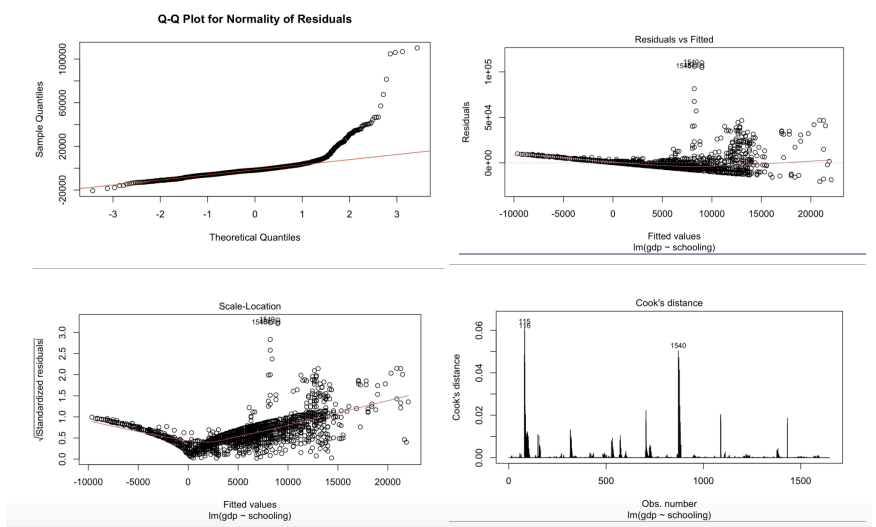 Q-Q Plot for Normality of Residuals
Sample Quantiles
-20000 20000 60000 100000
-3 -2 -1 0 1 2 3
Theoretical Quantiles
Residuals vs Fitted
Residuals
0e+00 5e+04 1e+05
1540
-10000 -5000 0 5000 10000 15000 20000
Fitted values
lm(gdp ~ schooling)
Scale-Location
√|Standardized residuals|
0.0 0.5 1.0 1.5 2.0 2.5 3.0
1540
-10000 -5000 0 5000 10000 15000 20000
Fitted values
lm(gdp ~ schooling)
Cook's distance
Cook's distance
0.00 0.02 0.04 0.06
115
116
1540
0 500 1000 1500
Obs. number
lm(gdp ~ schooling)